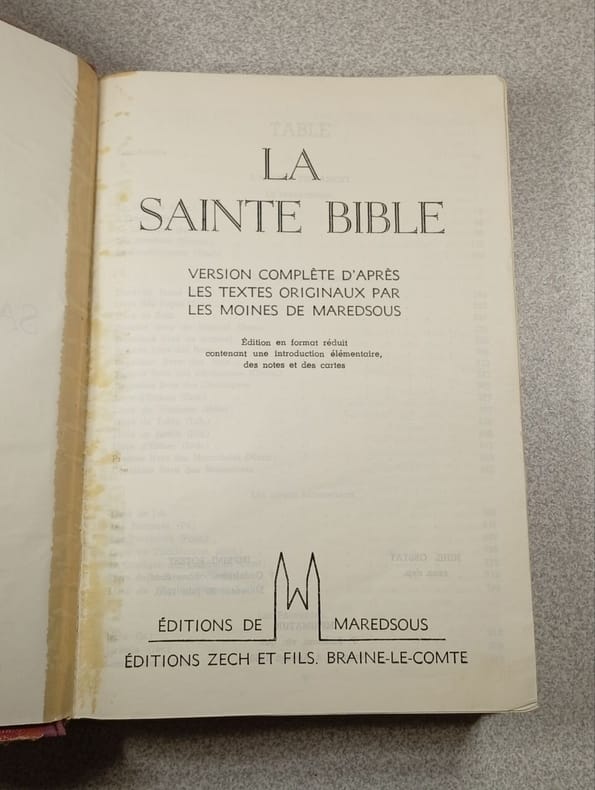 LA
SAINTE BIBLE
VERSION COMPLÈTE D'APRÈS
LES TEXTES ORIGINAUX PAR
LES MOINES DE MAREDSOUS
Édition en format réduit
contenant une introduction élémentaire,
des notes et des cartes
ÉDITIONS DE MAREDSOUS
ÉDITIONS ZECH ET FILS. BRAINE-LE-COMTE